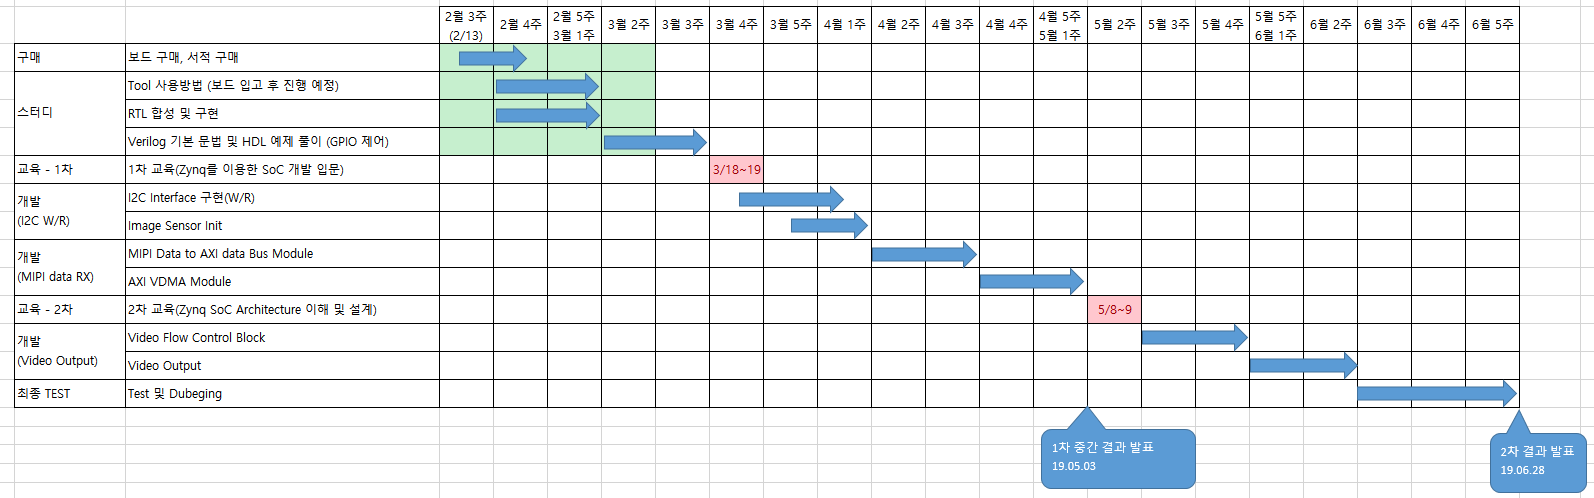 2월 3주
(2/13)
2월 4주
2월 5주
3월 1주
3월 2주
3월 3주
3월 4주
3월 5주
4월 1주
4월 2주
4월 3주
4월 4주
4월 5주
5월 1주
5월 2주
5월 3주
5월 4주
5월 5주
6월 1주
6월 2주
6월 3주
6월 4주
6월 5주
구매
보드 구매, 서적 구매
스터디
Tool 사용방법 (보드 입고 후 진행 예정)
RTL 합성 및 구현
Verilog 기본 문법 및 HDL 예제 풀이 (GPIO 제어)
교육 - 1차
1차 교육(Zynq를 이용한 SoC 개발 입문)
3/18~19
개발
(I2C W/R)
I2C Interface 구현(W/R)
Image Sensor Init
개발
(MIPI data RX)
MIPI Data to AXI data Bus Module
AXI VDMA Module
교육 - 2차
2차 교육(Zynq SoC Architecture 이해 및 설계)
5/8~9
개발
(Video Output)
Video Flow Control Block
Video Output
최종 TEST
Test 및 Dubeging
1차 중간 결과 발표
19.05.03
2차 결과 발표
19.06.28